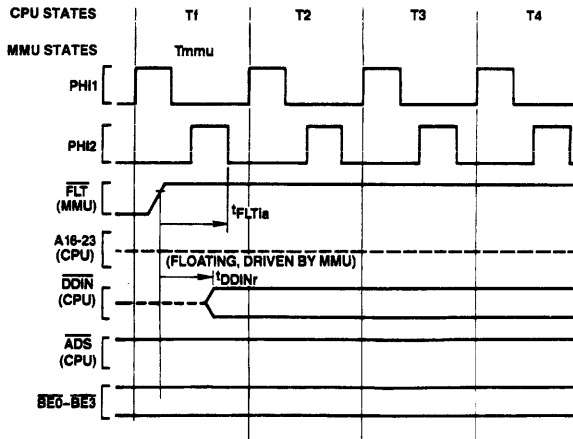 CPU STATES Tf T2 T3 T4
MMU STATES Tmmu
PHI1
PHI2
FLT
(MMU)
tFLTia
A16-23
(CPU)
(FLOATING, DRIVEN BY MMU)
DDIN
(CPU)
tDDINr
ADS
(CPU)
BE0-BE3